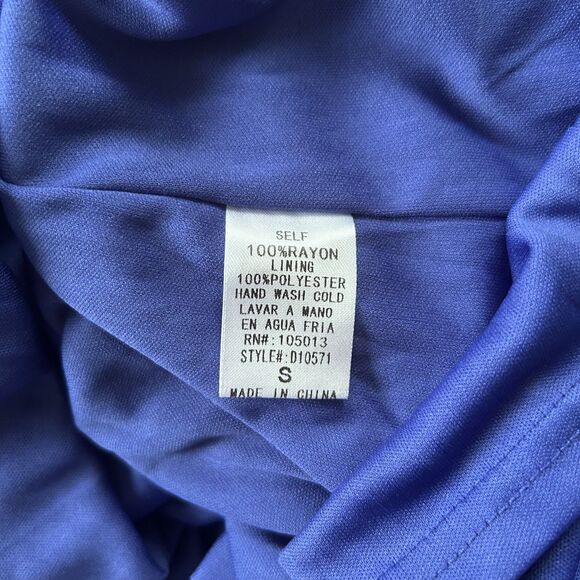 SELF
100%RAYON
LINING
100%POLYESTER
HAND WASH COLD
LAVAR A MANO
EN AGUA FRIA
RN#:105013
STYLE#:D10571
S
MADE IN CHINA